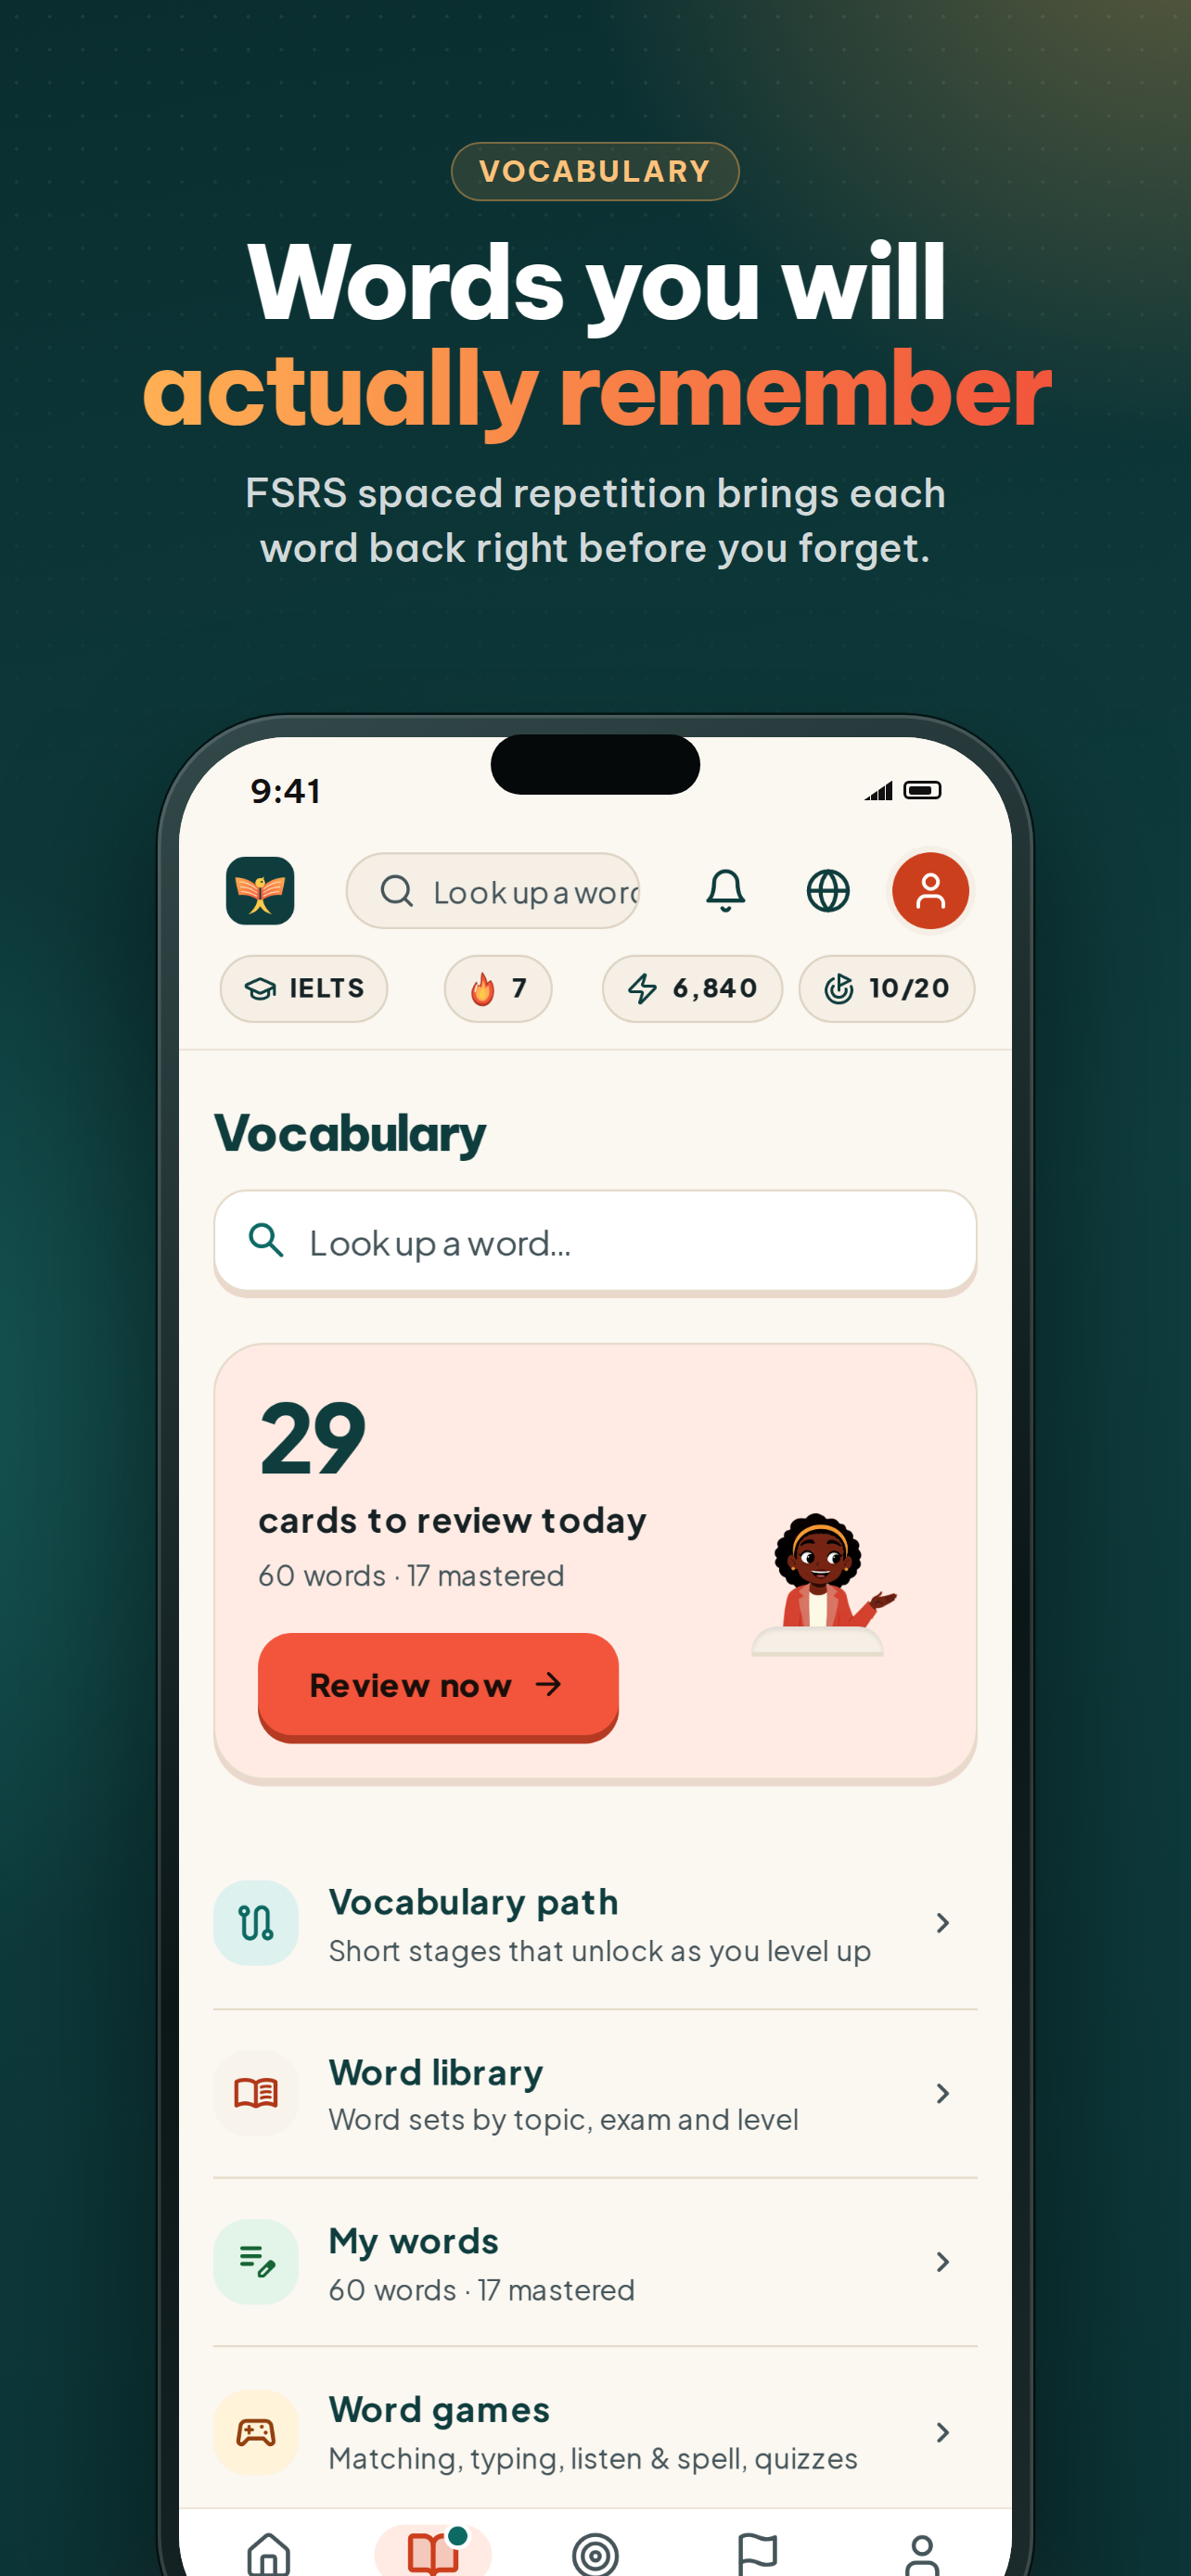 VOCABULARY
Words you will
actually remember
FSRS spaced repetition brings each
word back right before you forget.
9:41
Look up a word
IELTS
7
6,840
10/20
Vocabulary
Look up a word...
29
cards to review today
60 words · 17 mastered
Review now →
Vocabulary path
Short stages that unlock as you level up
Word library
Word sets by topic, exam and level
My words
60 words · 17 mastered
Word games
Matching, typing, listen & spell, quizzes